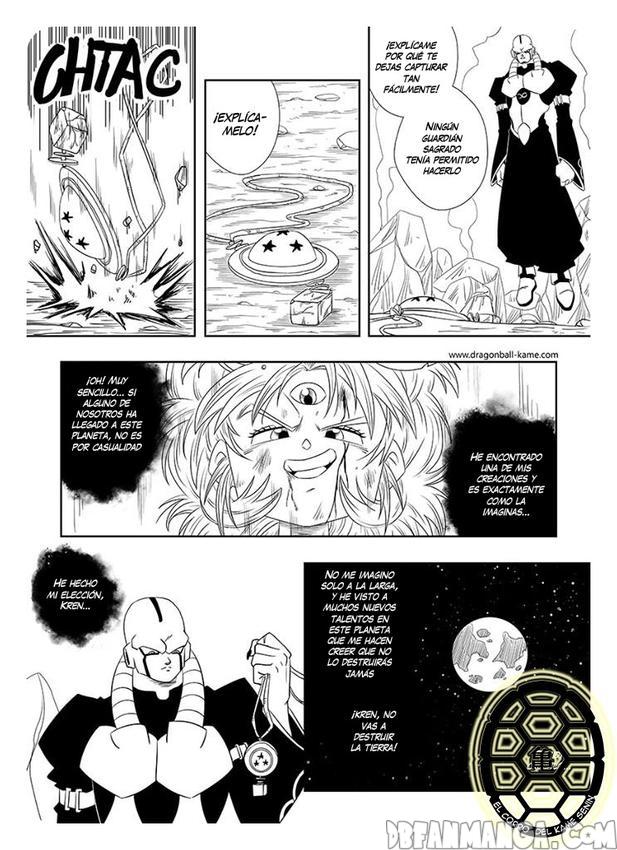 CHTAC
¡EXPLÍCA-
MELO!
¡EXPLÍCAME
POR QUÉ TE
DEJAS CAPTURAR
TAN
FÁCILMENTE!
NINGÚN
GUARDIÁN
SAGRADO
TENÍA PERMITIDO
HACERLO
www.dragonball-kame.com
¡OH! MUY
SENCILLO... SI
ALGUNO DE
NOSOTROS HA
LLEGADO A ESTE
PLANETA, NO ES
POR CASUALIDAD
HE ENCONTRADO
UNA DE MIS
CREACIONES Y
ES EXACTAMENTE
COMO LA
IMAGINAS...
HE HECHO
MI ELECCIÓN,
KREN...
NO ME IMAGINO
SOLO A LA LARGA,
Y HE VISTO A
MUCHOS NUEVOS
TALENTOS EN
ESTE PLANETA
QUE ME HACEN
CREER QUE NO
LO DESTRUIRÁS
JAMÁS
¡KREN, NO VAS
A DESTRUIR
LA TIERRA!
亀
EL CORRO DEL KAME SENIN
DBFANMANGA.COM